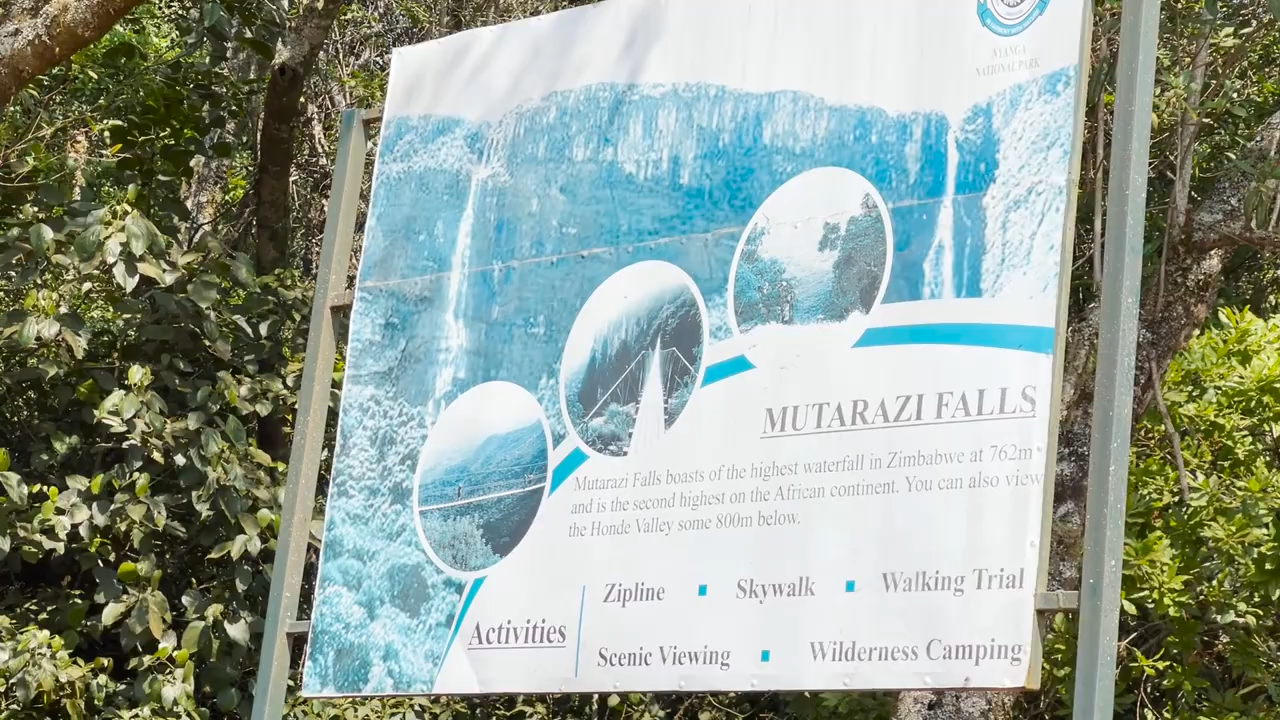 NYANGA
NATIONAL PARK
MUTARAZI FALLS
Mutarazi Falls boasts of the highest waterfall in Zimbabwe at 762m
and is the second highest on the African continent. You can also view
the Honde Valley some 800m below.
Activities
Zipline Skywalk Walking Trial
Scenic Viewing Wilderness Camping